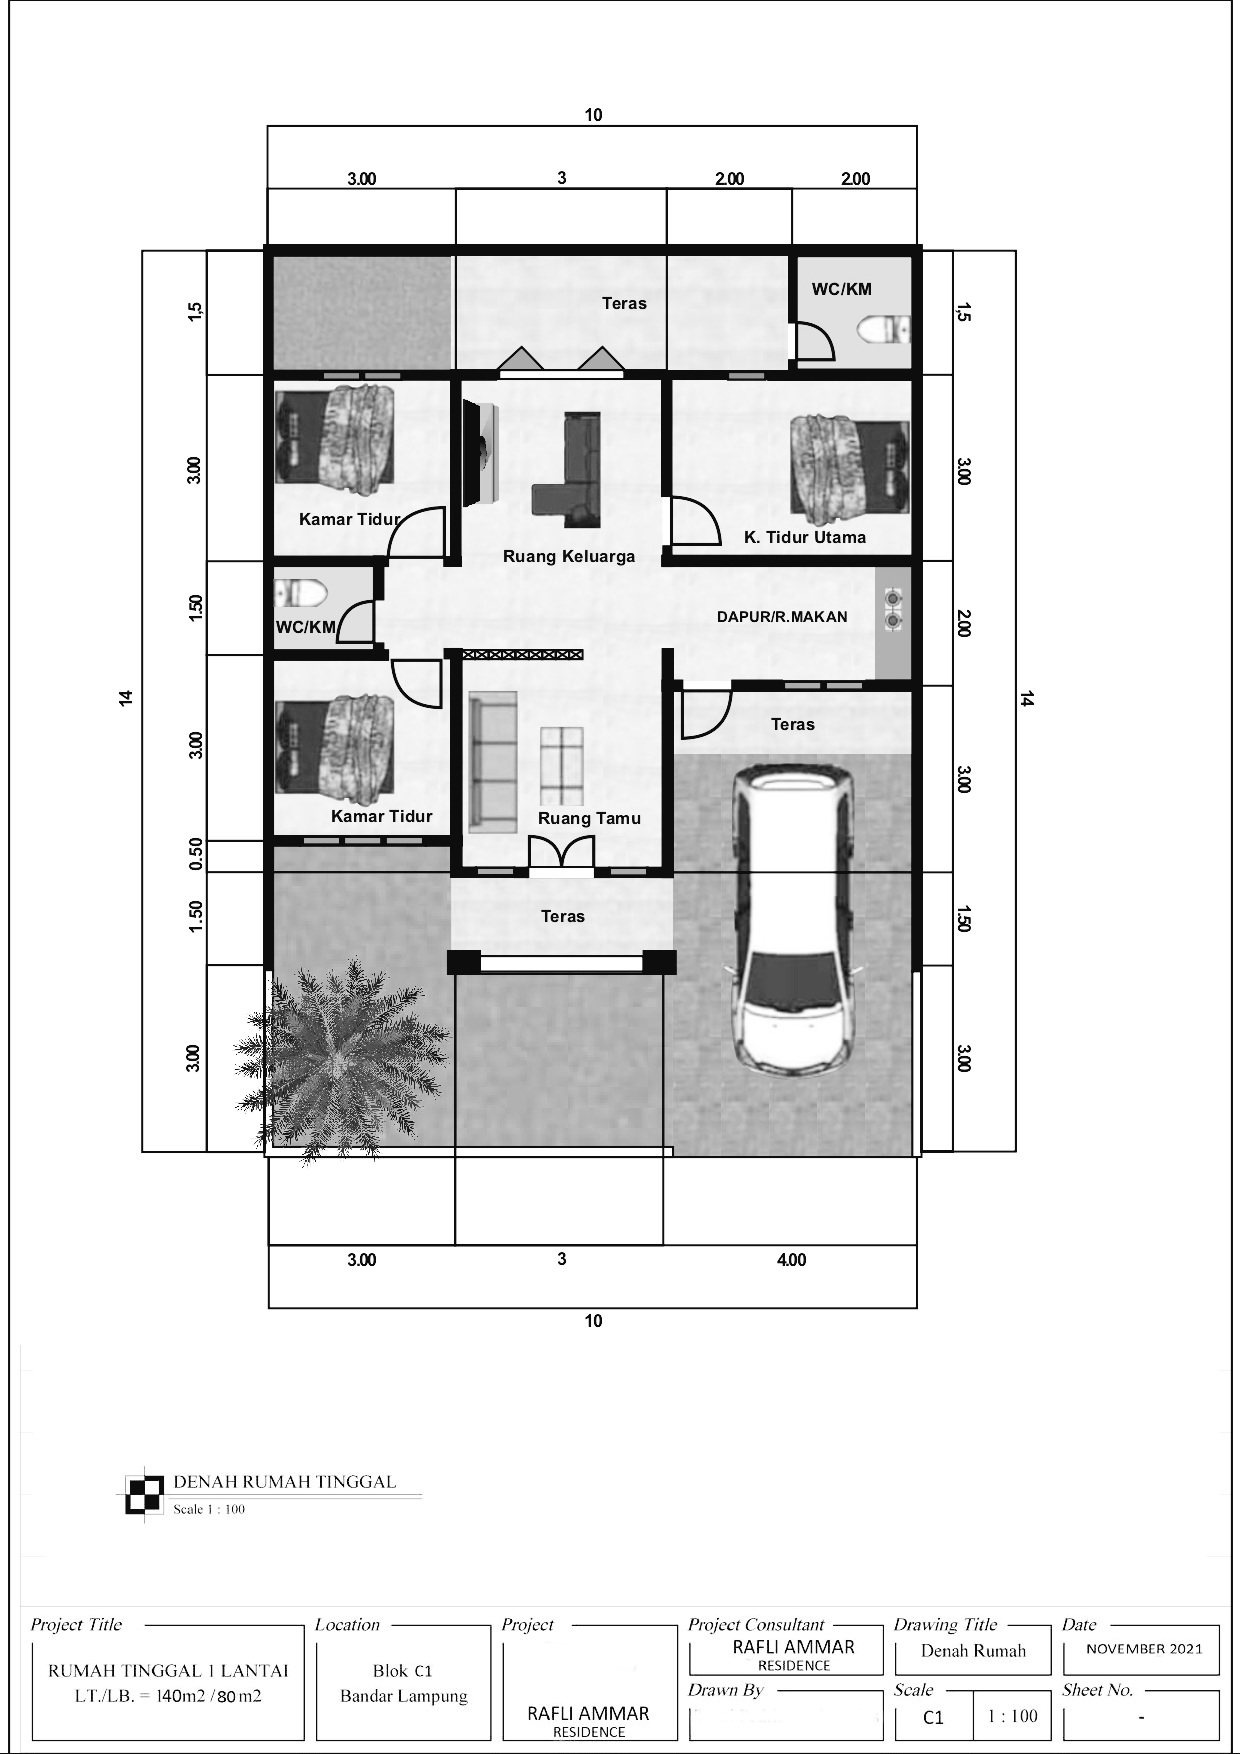 10
3.00
3
2.00
2.00
1,5
Teras
WC/KM
1,5
3.00
Kamar Tidur
Ruang Keluarga
K. Tidur Utama
3.00
1.50
WC/KM
DAPUR/R.MAKAN
2.00
14
3.00
Kamar Tidur
Ruang Tamu
Teras
3.00
14
0.50
1.50
Teras
1.50
3.00
3.00
3.00
3
4.00
10
DENAH RUMAH TINGGAL
Scale 1 : 100
Project Title
RUMAH TINGGAL 1 LANTAI
LT./LB. = 140m2 / 80 m2
Location
Blok C1
Bandar Lampung
Project
RAFLI AMMAR
RESIDENCE
Project Consultant
RAFLI AMMAR
RESIDENCE
Drawn By
Drawing Title
Denah Rumah
Scale
C1
1 : 100
Date
NOVEMBER 2021
Sheet No.
-